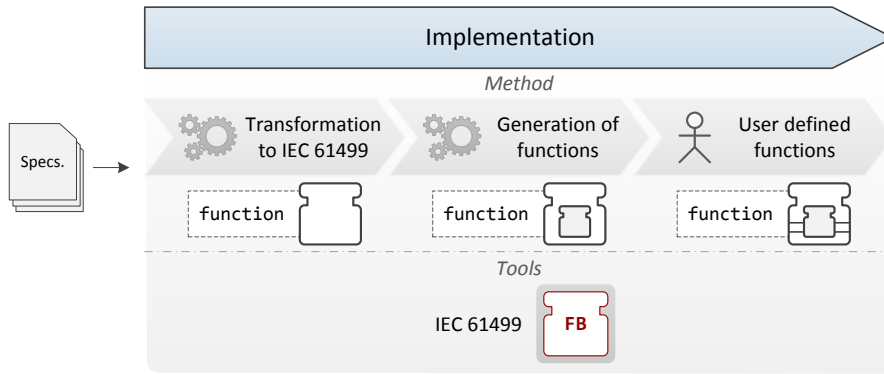 Implementation
Method
Specs.
Transformation
to IEC 61499
Generation of
functions
User defined
functions
function
function
function
Tools
IEC 61499
FB